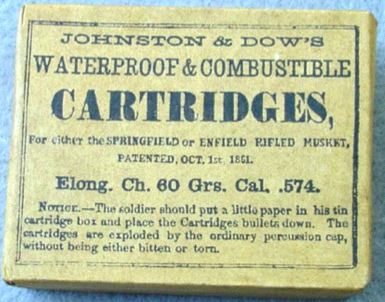 JOHNSTON & DOW'S
WATERPROOF & COMBUSTIBLE
CARTRIDGES,
For either the SPRINGFIELD or ENFIELD RIFLED MUSKET,
PATENTED, OCT. 1st, 1861.
Elong. Ch. 60 Grs. Cal. .574.
NOTICE.—The soldier should put a little paper in his tin
cartridge box and place the Cartridges bullets down. The
cartridges are exploded by the ordinary percussion cap,
without being either bitten or torn.